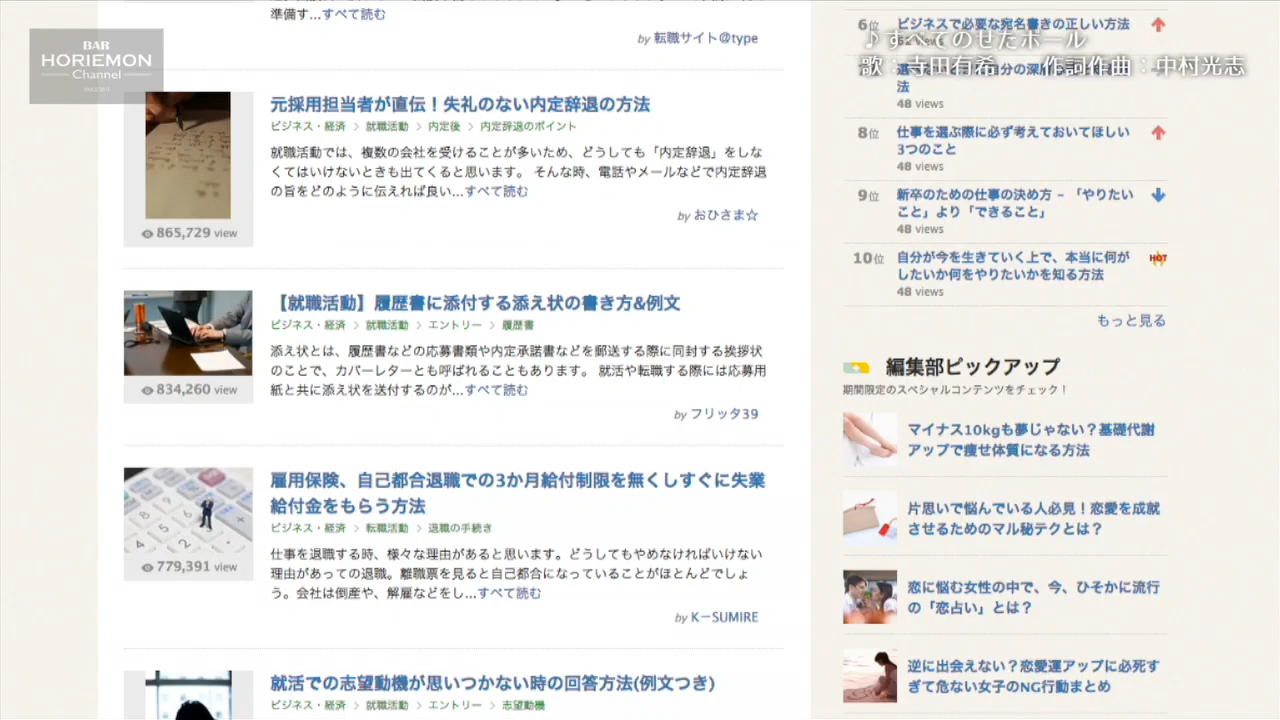 準備す...すべて読む
by 転職サイト@type
BAR
HORIEMON
Channel
元採用担当者が直伝！失礼のない内定辞退の方法
ビジネス・経済 > 就職活動 > 内定後 > 内定辞退のポイント
就職活動では、複数の会社を受けることが多いため、どうしても「内定辞退」をしな
くてはいけないときも出てくると思います。 そんな時、電話やメールなどで内定辞退
の旨をどのように伝えれば良い...すべて読む
by おひさま☆
865,729 view
【就職活動】履歴書に添付する添え状の書き方&例文
ビジネス・経済 > 就職活動 > エントリー > 履歴書
添え状とは、履歴書などの応募書類や内定承諾書などを郵送する際に同封する挨拶状
のことで、カバーレターとも呼ばれることもあります。 就活や転職する際には応募用
紙と共に添え状を送付するのが...すべて読む
by フリッタ39
834,260 view
雇用保険、自己都合退職での3か月給付制限を無くしすぐに失業
給付金をもらう方法
ビジネス・経済 > 転職活動 > 退職の手続き
仕事を退職する時、様々な理由があると思います。どうしてもやめなければいけない
理由があっての退職。離職票を見ると自己都合になっていることがほとんどでしょ
う。会社は倒産や、解雇などをし...すべて読む
by K−SUMIRE
779,391 view
就活での志望動機が思いつかない時の回答方法(例文つき)
ビジネス・経済 > 就職活動 > エントリー > 志望動機
6位 ビジネスで必要な宛名書きの正しい方法
♪すべてのせたボール
歌：寺田有希 作詞作曲：中村光志
法
48 views
8位 仕事を選ぶ際に必ず考えておいてほしい
3つのこと
48 views
9位 新卒のための仕事の決め方 − 「やりたい
こと」より「できること」
48 views
10位 自分が今を生きていく上で、本当に何が
したいか何をやりたいかを知る方法
HOT
48 views
もっと見る
編集部ピックアップ
期間限定のスペシャルコンテンツをチェック！
マイナス10kgも夢じゃない？基礎代謝
アップで痩せ体質になる方法
片思いで悩んでいる人必見！恋愛を成就
させるためのマル秘テクとは？
恋に悩む女性の中で、今、ひそかに流行
の「恋占い」とは？
逆に出会えない？恋愛運アップに必死す
ぎて危ない女子のNG行動まとめ